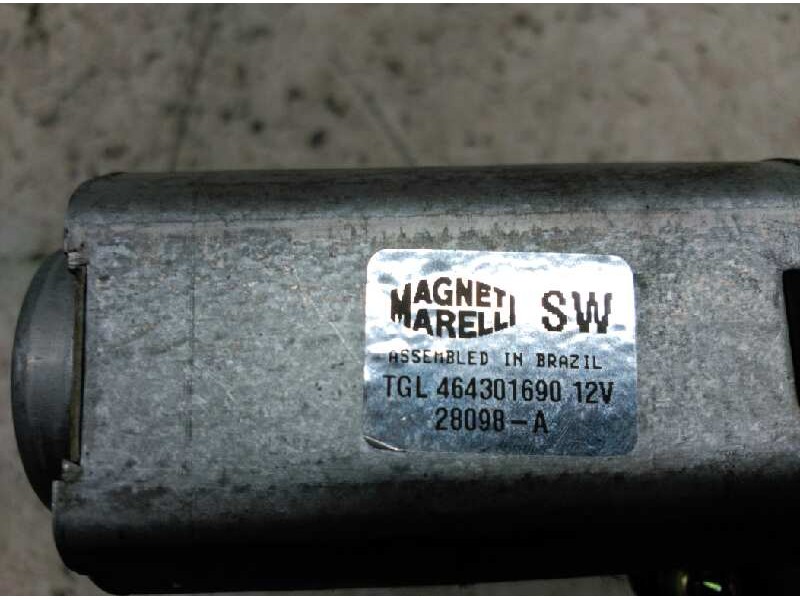 MAGNETI
MARELLI SW
ASSEMBLED IN BRAZIL
TGL 464301690 12V
28098-A